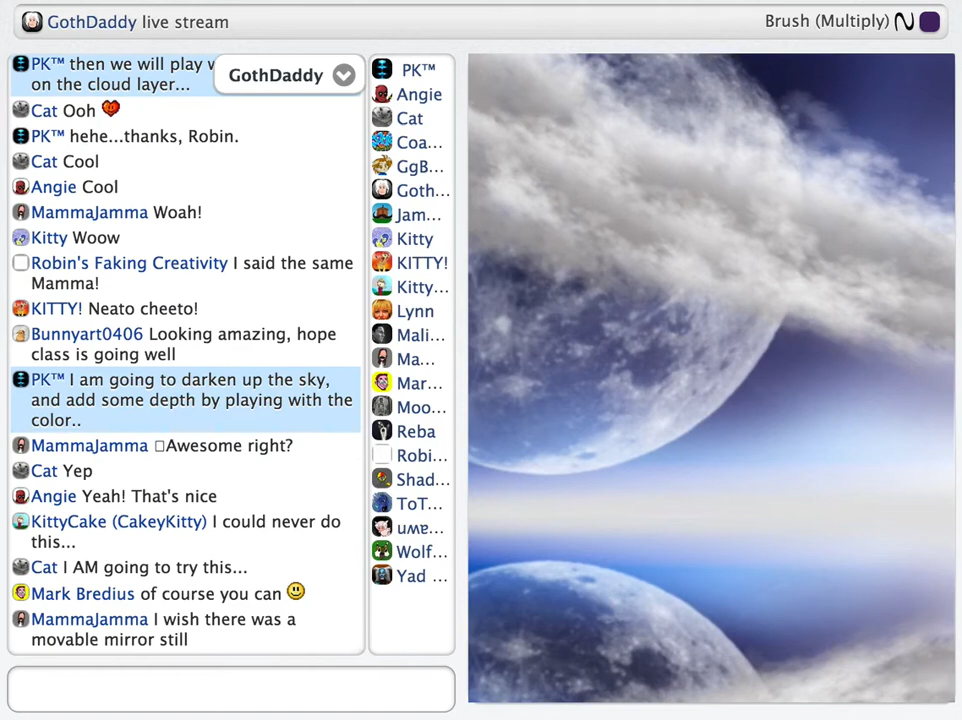 GothDaddy live stream
Brush (Multiply)
PK™ then we will play
on the cloud layer...
GothDaddy
Cat Ooh
PK™ hehe...thanks, Robin.
Cat Cool
Angie Cool
MammaJamma Woah!
Kitty Woow
Robin's Faking Creativity I said the same
Mamma!
KITTY! Neato cheeto!
Bunnyart0406 Looking amazing, hope
class is going well
PK™ I am going to darken up the sky,
and add some depth by playing with the
color..
MammaJamma Awesome right?
Cat Yep
Angie Yeah! That's nice
KittyCake (CakeyKitty) I could never do
this...
Cat I AM going to try this...
Mark Bredius of course you can
MammaJamma I wish there was a
movable mirror still
PK™
Angie
Cat
Coa...
GgB...
Goth...
Jam...
Kitty
KITTY!
Kitty...
Lynn
Mali...
Ma...
Mar...
Moo...
Reba
Robi...
Shad...
ToT...
uʍɐ...
Wolf...
Yad ...